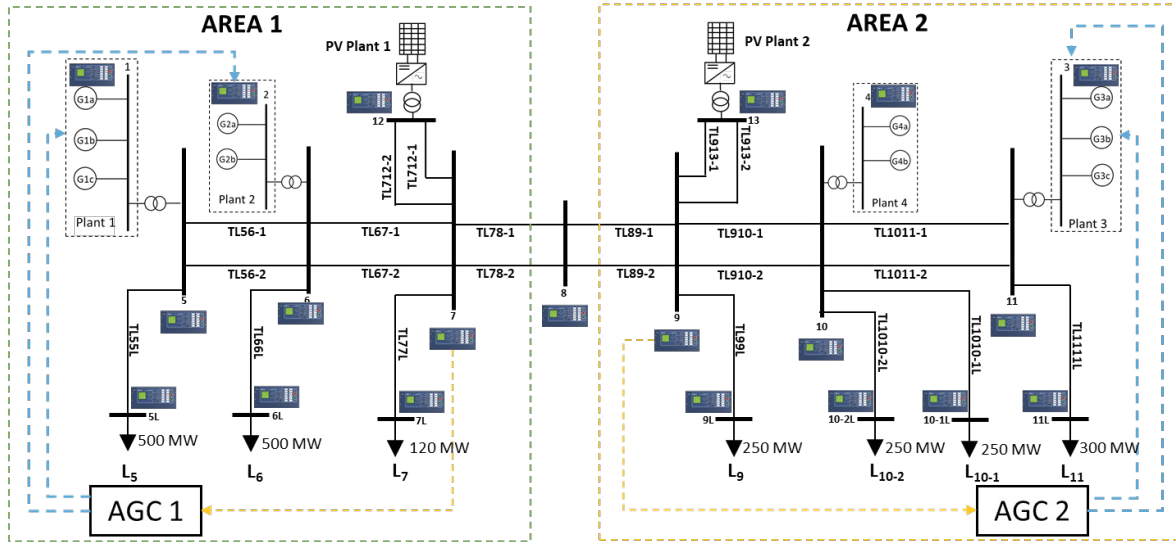 AREA 1
AREA 2
PV Plant 1
PV Plant 2
1
G1a
G1b
G1c
Plant 1
2
G2a
G2b
Plant 2
12
TL712-2
TL712-1
13
TL913-1
TL913-2
4
G4a
G4b
Plant 4
3
G3a
G3b
G3c
Plant 3
TL56-1
TL67-1
TL78-1
TL89-1
TL910-1
TL1011-1
TL56-2
TL67-2
TL78-2
TL89-2
TL910-2
TL1011-2
5
6
7
8
9
10
11
TL55L
TL66L
TL77L
TL99L
TL1010-2L
TL1010-1L
TL1111L
5L
6L
7L
9L
10-2L
10-1L
11L
500 MW
500 MW
120 MW
250 MW
250 MW
250 MW
300 MW
L5
L6
L7
L9
L10-2
L10-1
L11
AGC 1
AGC 2